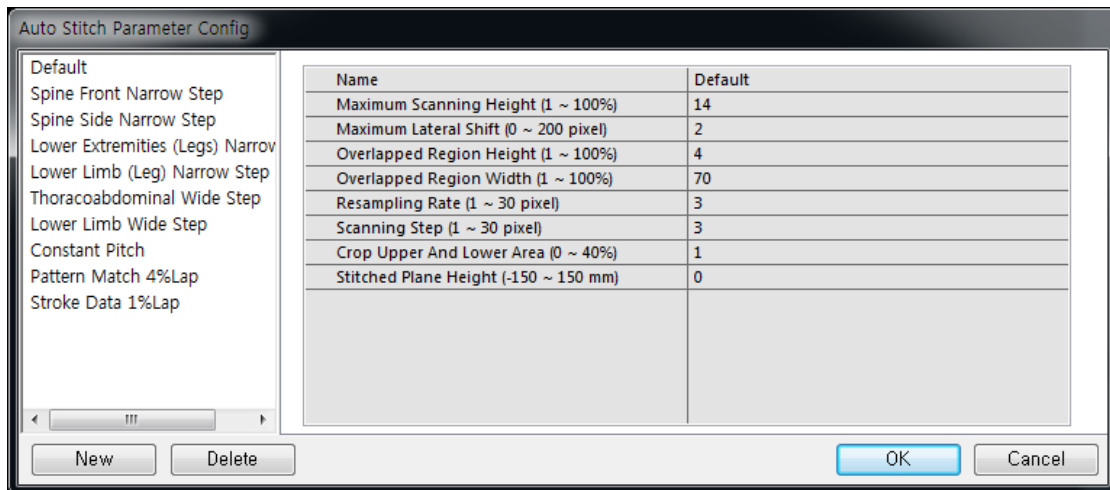 Auto Stitch Parameter Config
Default
Spine Front Narrow Step
Spine Side Narrow Step
Lower Extremities (Legs) Narrov
Lower Limb (Leg) Narrow Step
Thoracoabdominal Wide Step
Lower Limb Wide Step
Constant Pitch
Pattern Match 4%Lap
Stroke Data 1%Lap
Name Default
Maximum Scanning Height (1 ~ 100%) 14
Maximum Lateral Shift (0 ~ 200 pixel) 2
Overlapped Region Height (1 ~ 100%) 4
Overlapped Region Width (1 ~ 100%) 70
Resampling Rate (1 ~ 30 pixel) 3
Scanning Step (1 ~ 30 pixel) 3
Crop Upper And Lower Area (0 ~ 40%) 1
Stitched Plane Height (-150 ~ 150 mm) 0
New Delete OK Cancel